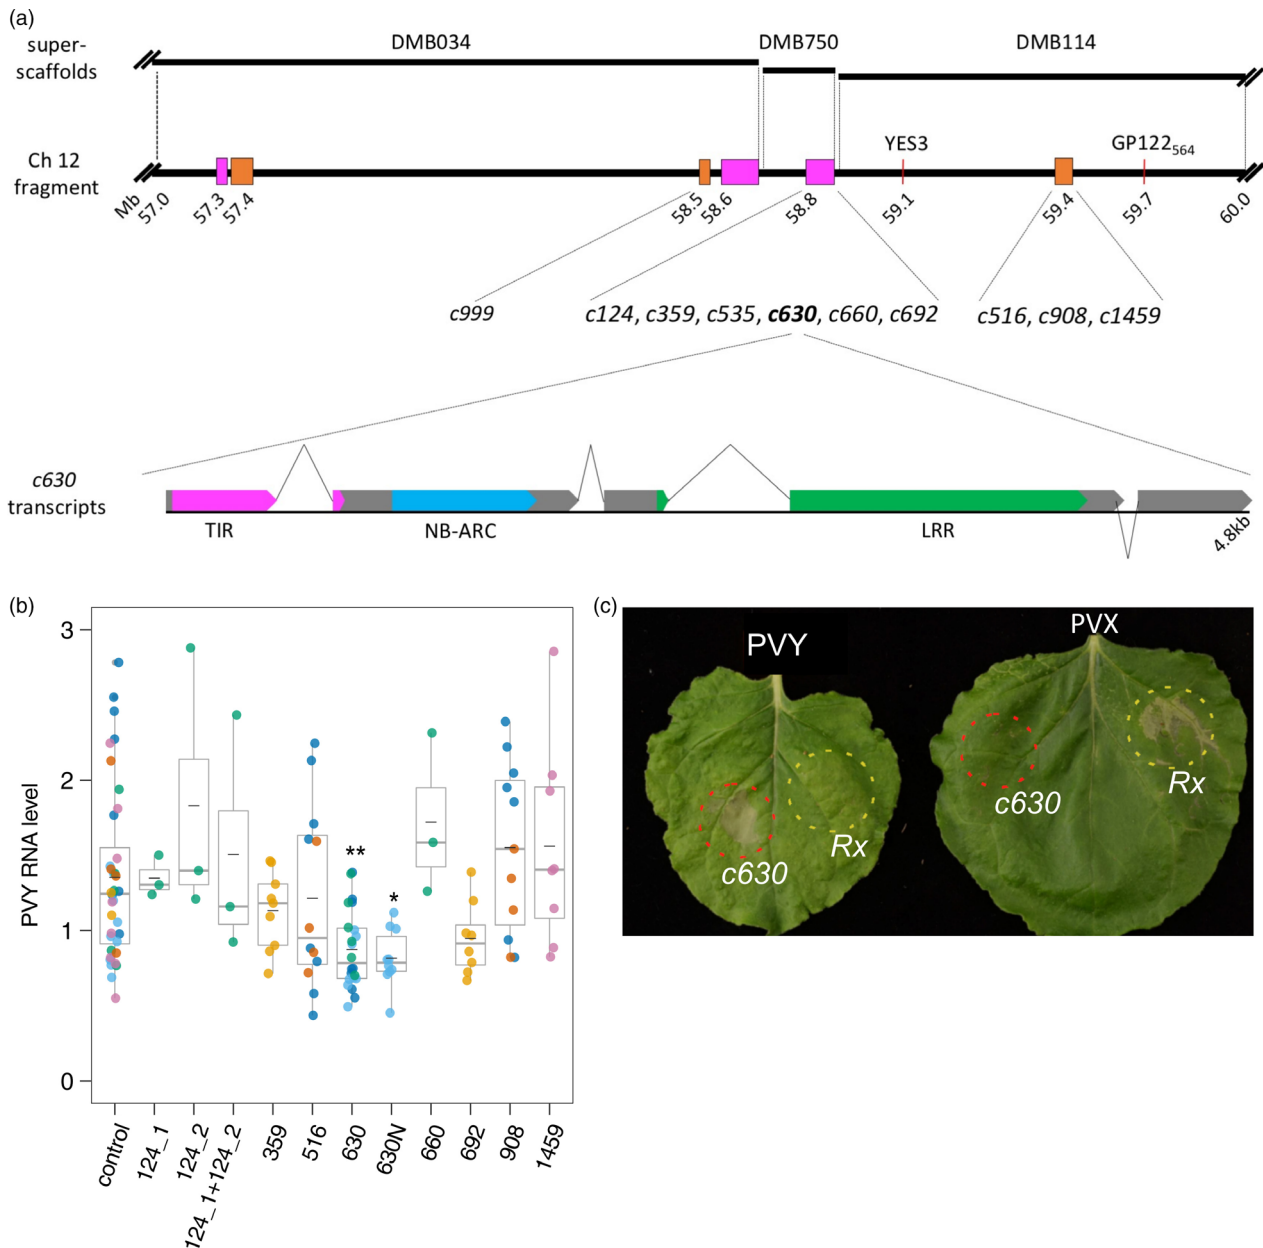 (a)
super-
scaffolds
DMB034
DMB750
DMB114
Ch 12
fragment
YES3
GP122564
Mb
57.0
57.3
57.4
58.5
58.6
58.8
59.1
59.4
59.7
60.0
c999
c124, c359, c535, c630, c660, c692
c516, c908, c1459
c630
transcripts
TIR
NB-ARC
LRR
4.8kb
(b)
PVY RNA level
3
2
1
0
**
*
control
124_1
124_2
124_1+124_2
359
516
630
630N
660
692
908
1459
(c)
PVY
PVX
c630
Rx
c630
Rx